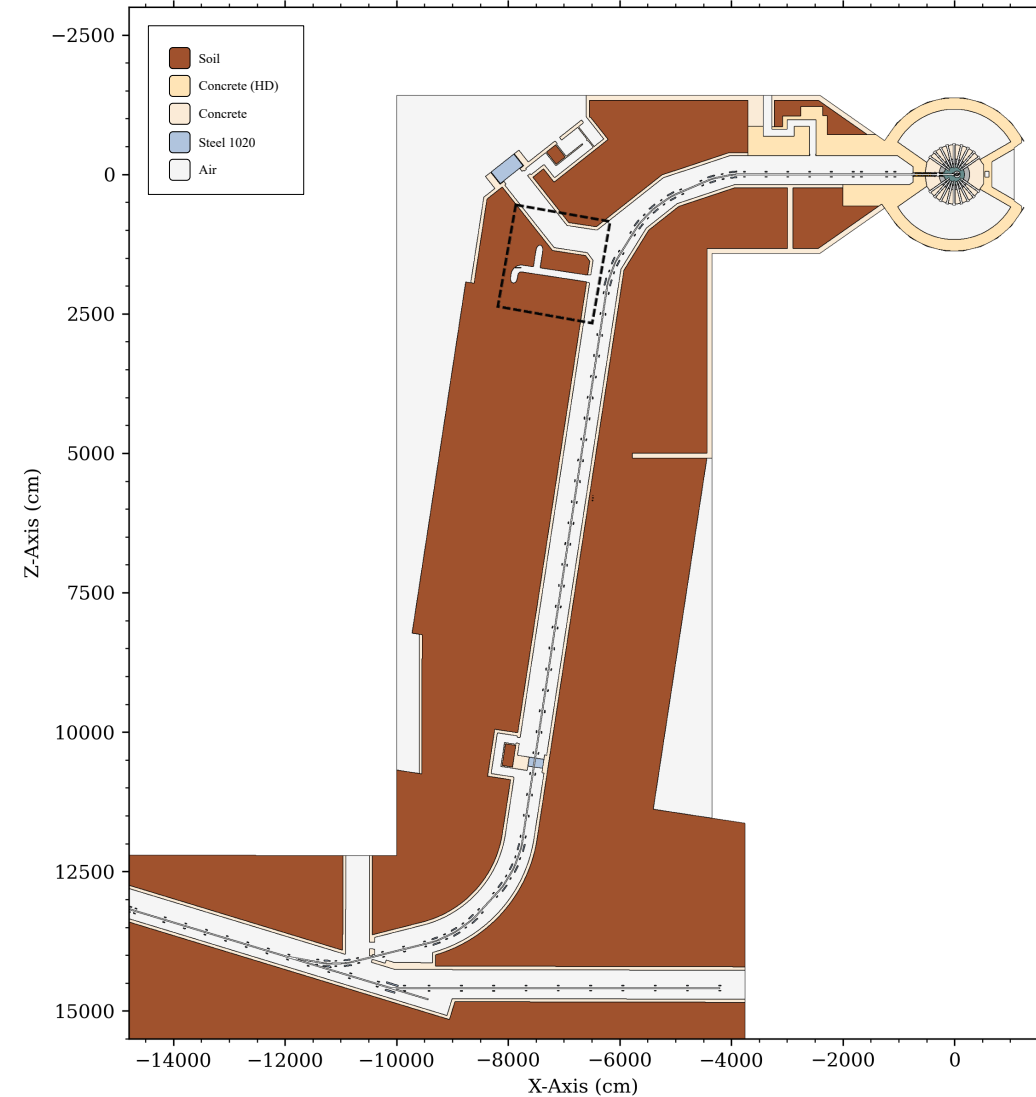 Soil
Concrete (HD)
Concrete
Steel 1020
Air
Z-Axis (cm)
−2500
0
2500
5000
7500
10000
12500
15000
−14000 −12000 −10000 −8000 −6000 −4000 −2000 0
X-Axis (cm)